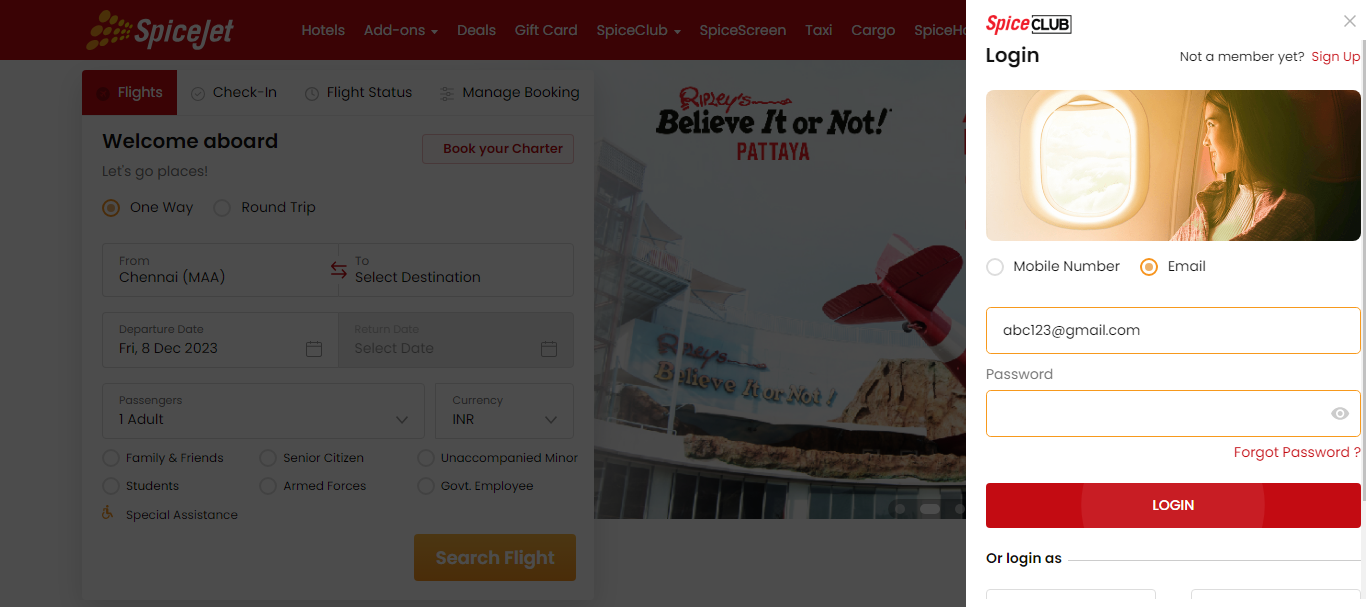 SpiceJet
Hotels Add-ons Deals Gift Card SpiceClub SpiceScreen Taxi Cargo SpiceHo
Flights Check-In Flight Status Manage Booking
Welcome aboard
Book your Charter
Let's go places!
One Way Round Trip
From
Chennai (MAA)
To
Select Destination
Departure Date
Fri, 8 Dec 2023
Return Date
Select Date
Passengers
1 Adult
Currency
INR
Family & Friends Senior Citizen Unaccompanied Minor
Students Armed Forces Govt. Employee
Special Assistance
Search Flight
Ripley's
Believe It or Not!
PATTAYA
Ripley's
Believe It or Not!
SpiceCLUB
Login
Not a member yet? Sign Up
Mobile Number Email
abc123@gmail.com
Password
Forgot Password ?
LOGIN
Or login as